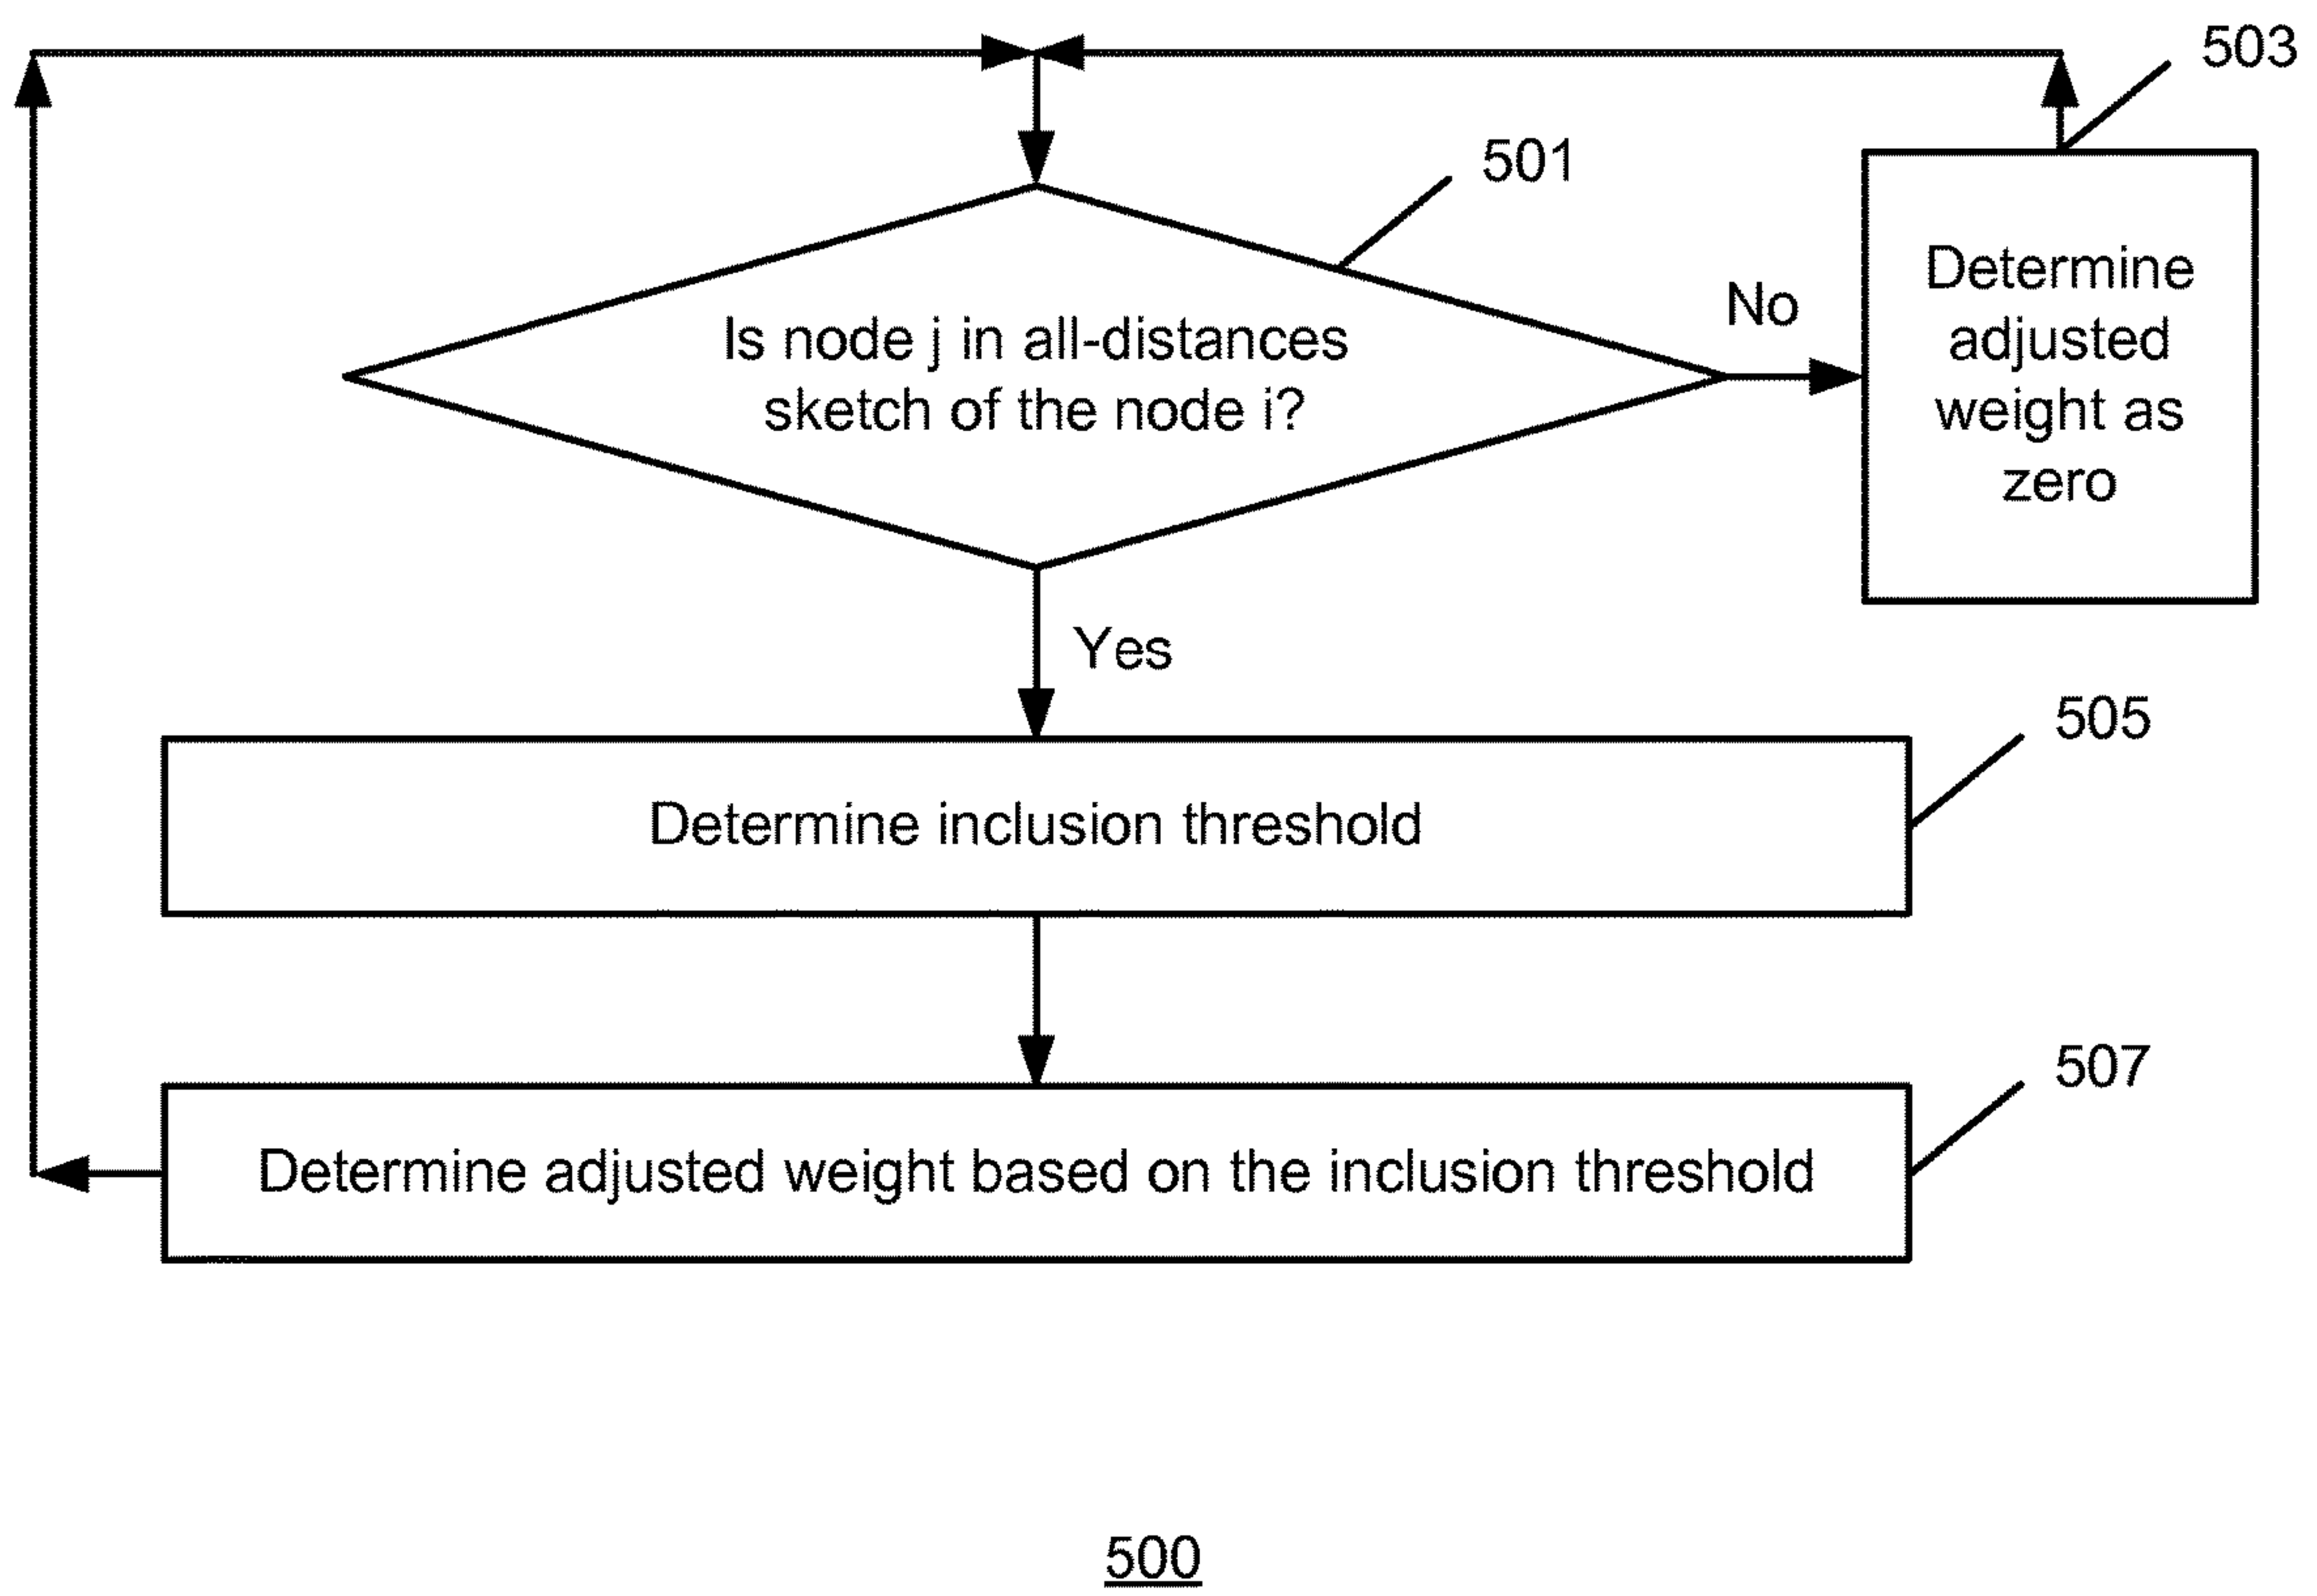 503
501
Is node j in all-distances
sketch of the node i?
No
Determine
adjusted
weight as
zero
Yes
505
Determine inclusion threshold
507
Determine adjusted weight based on the inclusion threshold
500